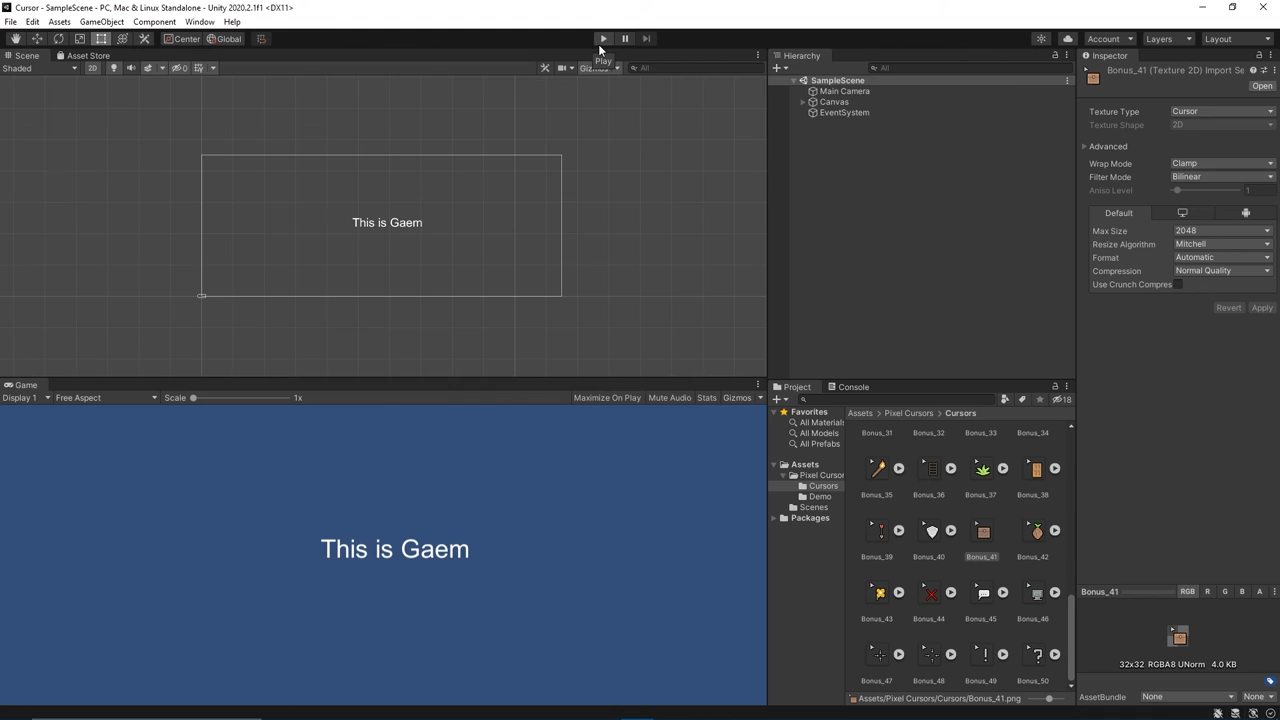 Cursor - SampleScene - PC, Mac & Linux Standalone - Unity 2020.2.1f1 <DX11>
File Edit Assets GameObject Component Window Help
Center Global Account Layers Layout
Scene Asset Store
Play
Shaded 2D 0 All
This is Gaem
Game
Display 1 Free Aspect Scale 1x Maximize On Play Mute Audio Stats Gizmos
This is Gaem
Hierarchy
All
SampleScene
Main Camera
Canvas
EventSystem
Project Console
18
Favorites
All Materials
All Models
All Prefabs
Assets
Pixel Cursor
Cursors
Demo
Scenes
Packages
Assets > Pixel Cursors > Cursors
Bonus_31 Bonus_32 Bonus_33 Bonus_34
Bonus_35 Bonus_36 Bonus_37 Bonus_38
Bonus_39 Bonus_40 Bonus_41 Bonus_42
Bonus_43 Bonus_44 Bonus_45 Bonus_46
Bonus_47 Bonus_48 Bonus_49 Bonus_50
Assets/Pixel Cursors/Cursors/Bonus_41.png
Inspector
Bonus_41 (Texture 2D) Import Se
Open
Texture Type Cursor
Texture Shape 2D
Advanced
Wrap Mode Clamp
Filter Mode Bilinear
Aniso Level 1
Default
Max Size 2048
Resize Algorithm Mitchell
Format Automatic
Compression Normal Quality
Use Crunch Compres
Revert Apply
Bonus_41 RGB R G B A
32x32 RGBA8 UNorm 4.0 KB
AssetBundle None None